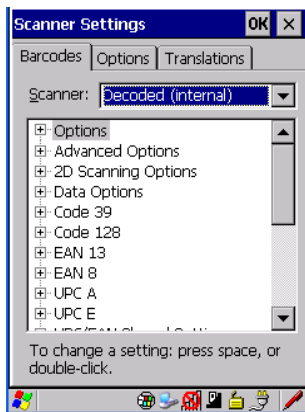 Scanner Settings OK
Barcodes Options Translations
Scanner: Decoded (internal)
Options
Advanced Options
2D Scanning Options
Data Options
Code 39
Code 128
EAN 13
EAN 8
UPC A
UPC E
To change a setting: press space, or
double-click.